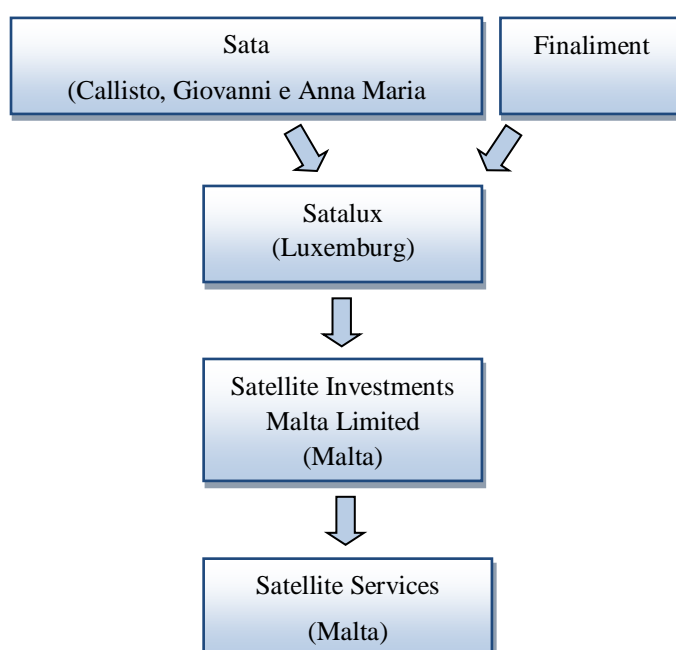 Sata
(Callisto, Giovanni e Anna Maria
Finaliment
Satalux
(Luxemburg)
Satellite Investments
Malta Limited
(Malta)
Satellite Services
(Malta)